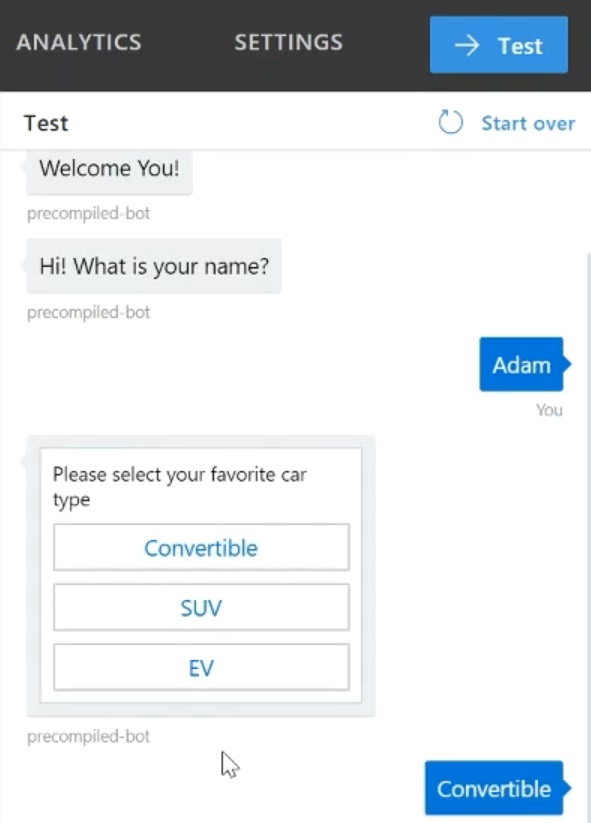 ANALYTICS SETTINGS → Test
Test Start over
Welcome You!
precompiled-bot
Hi! What is your name?
precompiled-bot
Adam
You
Please select your favorite car
type
Convertible
SUV
EV
precompiled-bot
Convertible